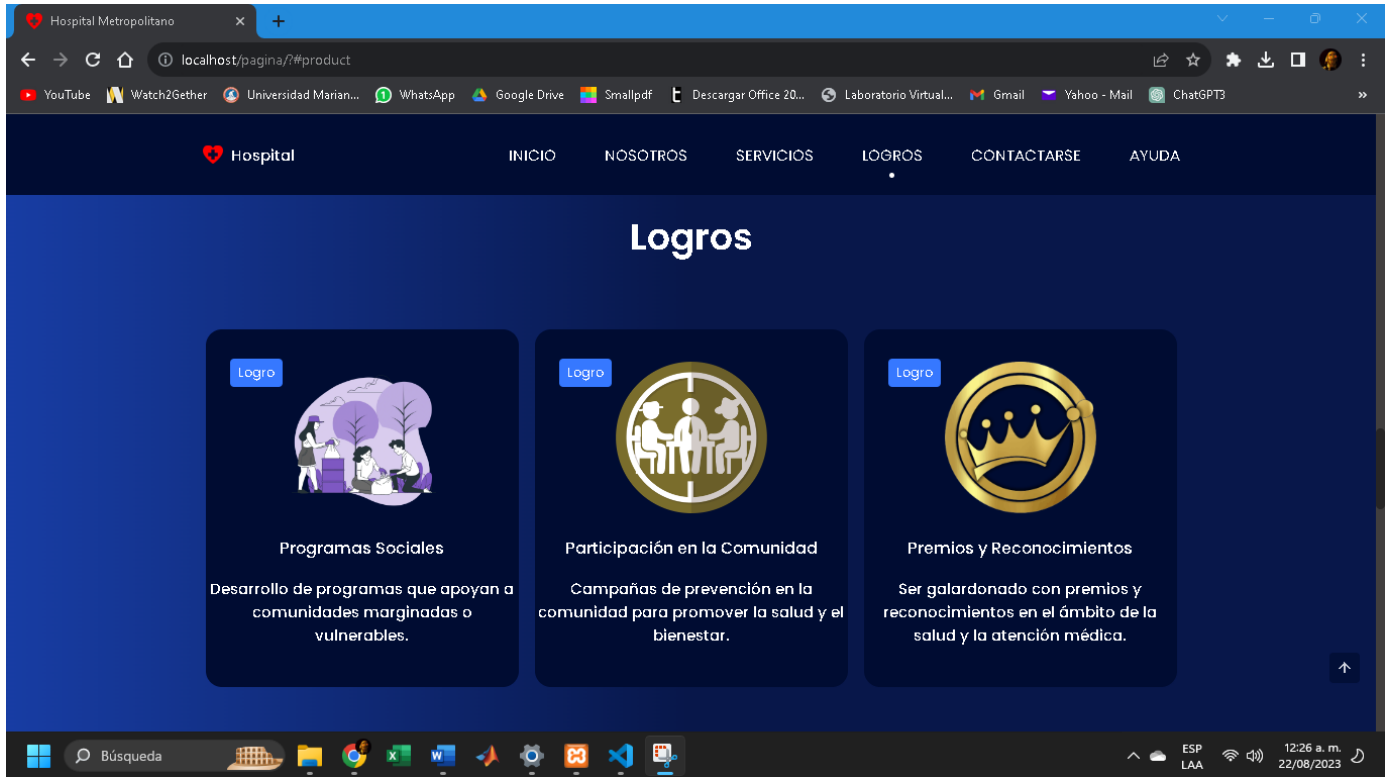 Hospital Metropolitano
localhost/pagina/?#product
YouTube Watch2Gether Universidad Marian... WhatsApp Google Drive Smallpdf Descargar Office 20... Laboratorio Virtual... Gmail Yahoo - Mail ChatGPT3 »
Hospital INICIO NOSOTROS SERVICIOS LOGROS CONTACTARSE AYUDA
Logros
Logro
Programas Sociales
Desarrollo de programas que apoyan a
comunidades marginadas o
vulnerables.
Logro
Participación en la Comunidad
Campañas de prevención en la
comunidad para promover la salud y el
bienestar.
Logro
Premios y Reconocimientos
Ser galardonado con premios y
reconocimientos en el ámbito de la
salud y la atención médica.
Búsqueda
ESP
LAA
12:26 a. m.
22/08/2023